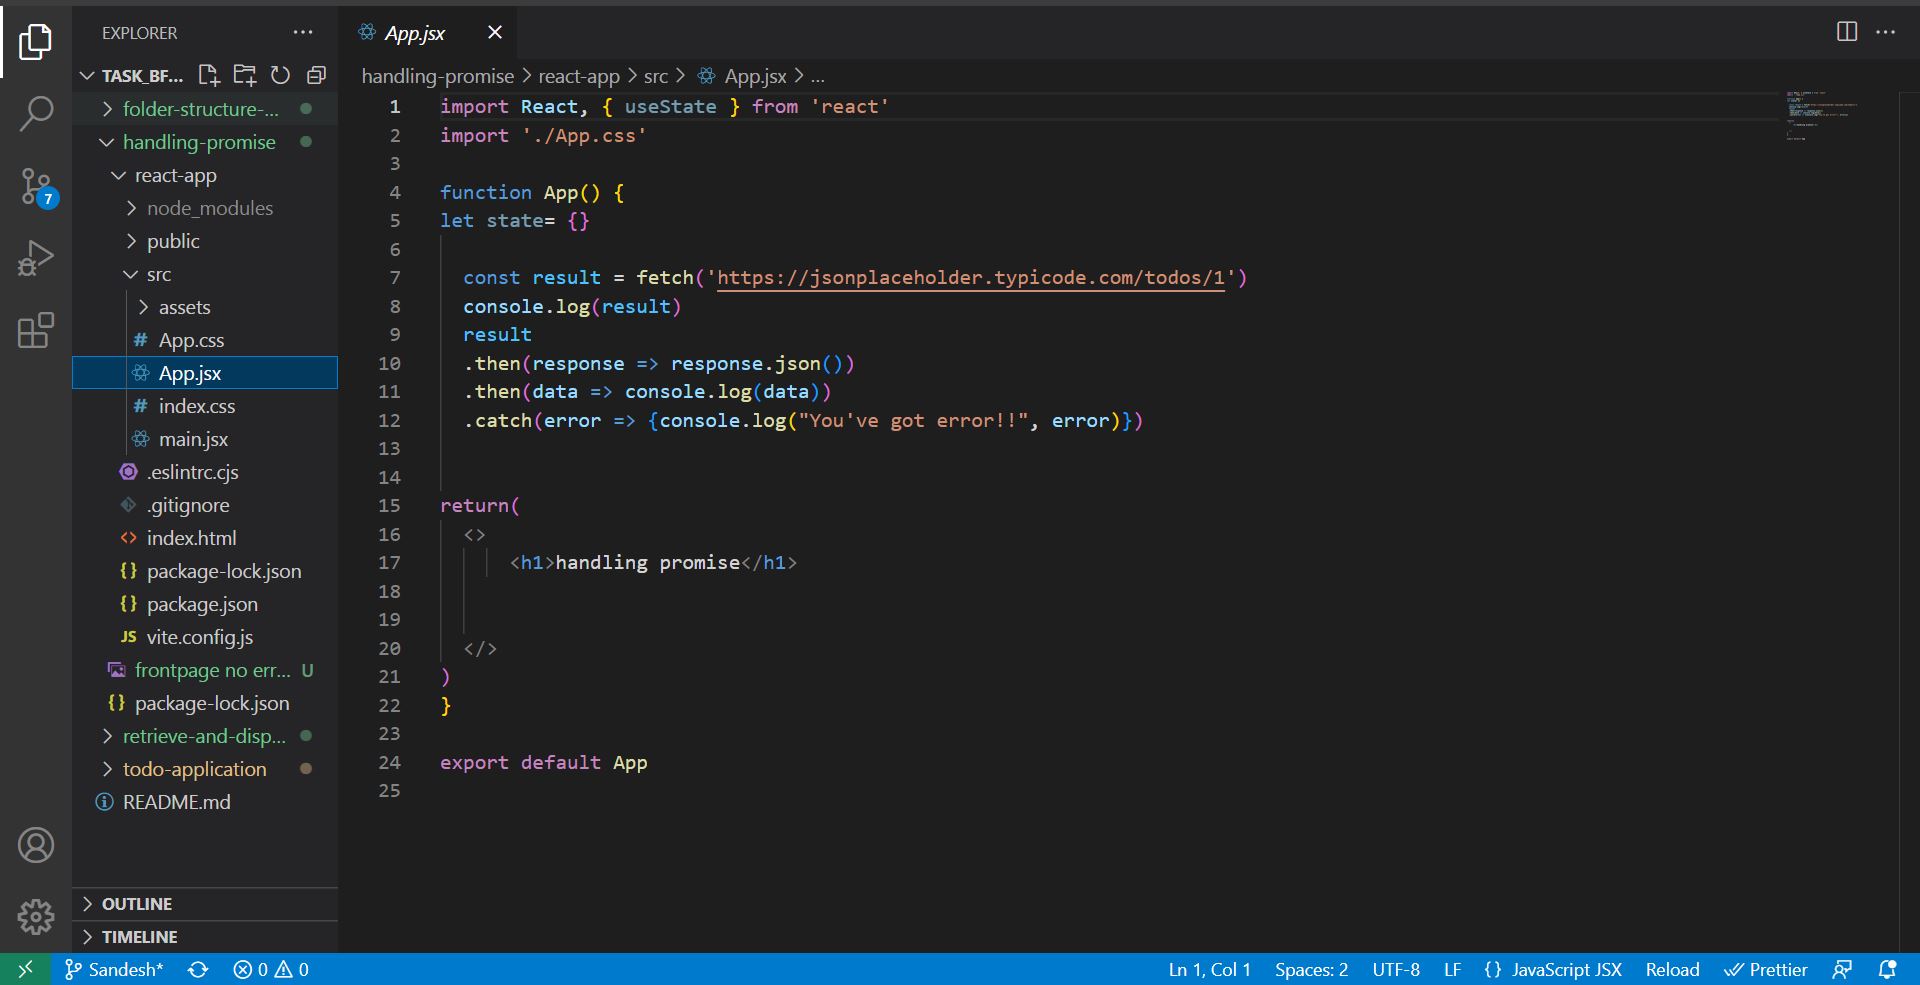 EXPLORER
TASK_BF...
folder-structure-...
handling-promise
react-app
node_modules
public
src
assets
# App.css
App.jsx
# index.css
main.jsx
.eslintrc.cjs
.gitignore
<> index.html
{} package-lock.json
{} package.json
JS vite.config.js
frontpage no err... U
{} package-lock.json
retrieve-and-disp...
todo-application
README.md
OUTLINE
TIMELINE
7
App.jsx
handling-promise > react-app > src > App.jsx > ...
1 import React, { useState } from 'react'
2 import './App.css'
3
4 function App() {
5 let state= {}
6
7 const result = fetch('https://jsonplaceholder.typicode.com/todos/1')
8 console.log(result)
9 result
10 .then(response => response.json())
11 .then(data => console.log(data))
12 .catch(error => {console.log("You've got error!!", error)})
13
14
15 return(
16 <>
17 <h1>handling promise</h1>
18
19
20 </>
21 )
22 }
23
24 export default App
25
Sandesh* 0 0 Ln 1, Col 1 Spaces: 2 UTF-8 LF {} JavaScript JSX Reload Prettier